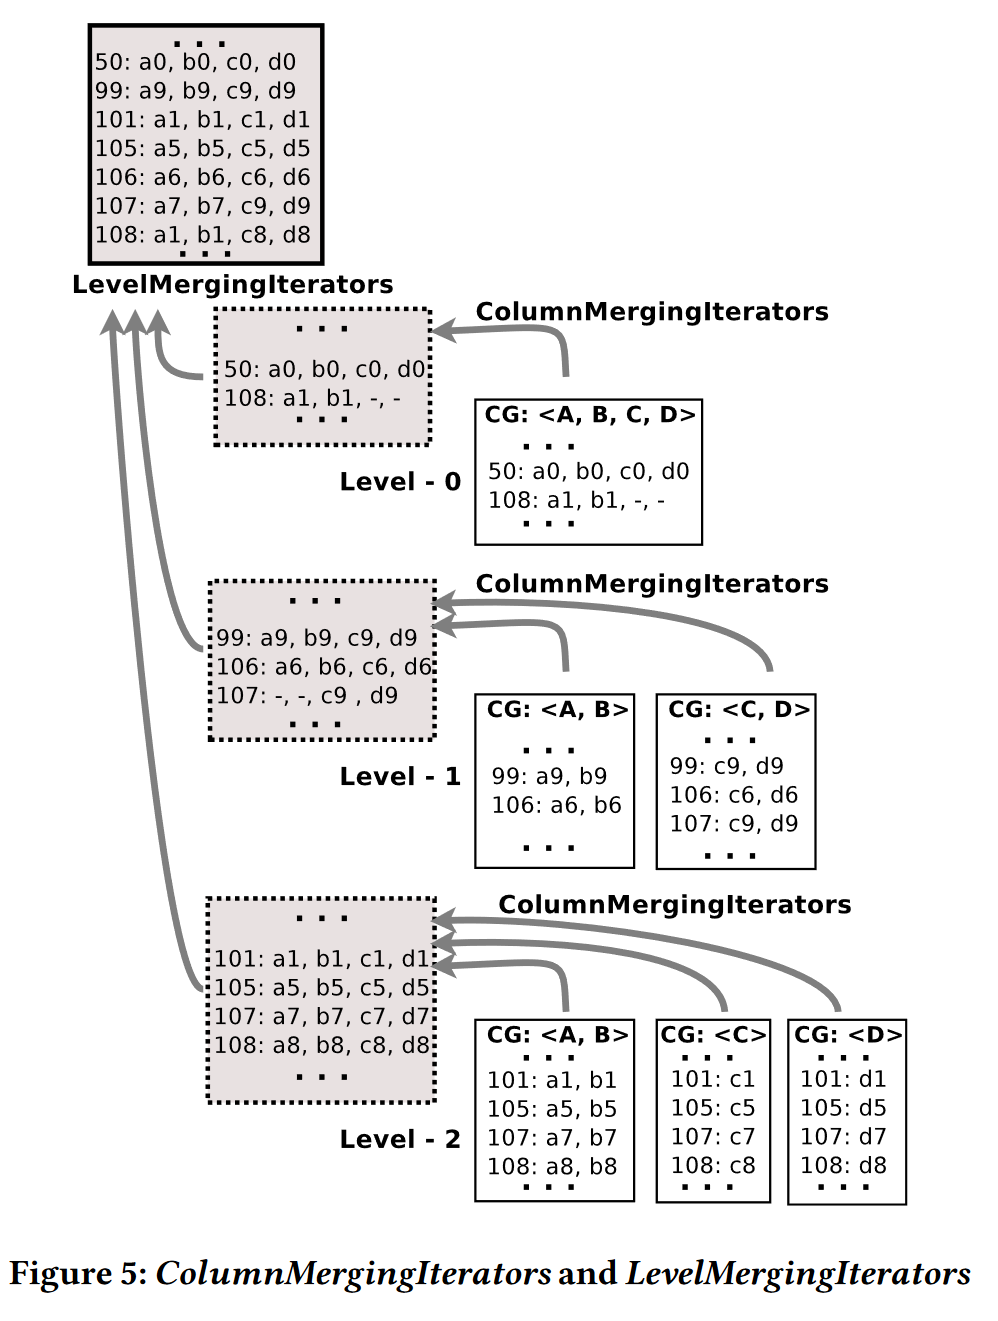 . . .
50: a0, b0, c0, d0
99: a9, b9, c9, d9
101: a1, b1, c1, d1
105: a5, b5, c5, d5
106: a6, b6, c6, d6
107: a7, b7, c9, d9
108: a1, b1, c8, d8
. . .
LevelMergingIterators
ColumnMergingIterators
. . .
50: a0, b0, c0, d0
108: a1, b1, -, -
. . .
CG: <A, B, C, D>
. . .
50: a0, b0, c0, d0
108: a1, b1, -, -
. . .
Level - 0
ColumnMergingIterators
. . .
99: a9, b9, c9, d9
106: a6, b6, c6, d6
107: -, -, c9 , d9
. . .
CG: <A, B>
. . .
99: a9, b9
106: a6, b6
. . .
CG: <C, D>
. . .
99: c9, d9
106: c6, d6
107: c9, d9
. . .
Level - 1
ColumnMergingIterators
. . .
101: a1, b1, c1, d1
105: a5, b5, c5, d5
107: a7, b7, c7, d7
108: a8, b8, c8, d8
. . .
CG: <A, B>
. . .
101: a1, b1
105: a5, b5
107: a7, b7
108: a8, b8
. . .
CG: <C>
. . .
101: c1
105: c5
107: c7
108: c8
. . .
CG: <D>
. . .
101: d1
105: d5
107: d7
108: d8
. . .
Level - 2
Figure 5: ColumnMergingIterators and LevelMergingIterators